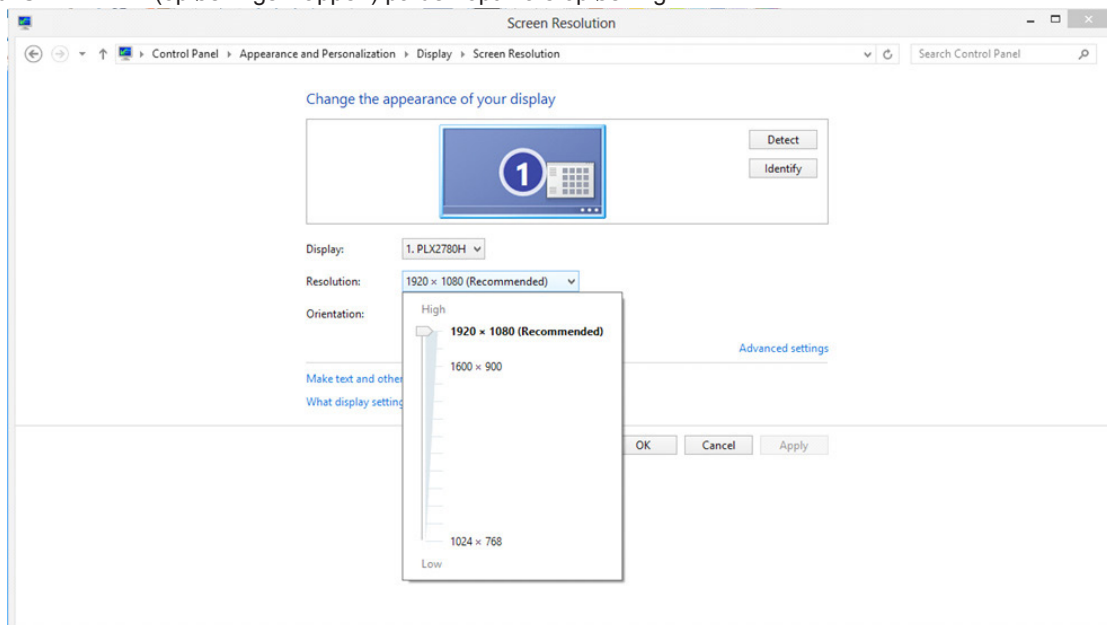 Screen Resolution
Control Panel ▸ Appearance and Personalization ▸ Display ▸ Screen Resolution
Search Control Panel
Change the appearance of your display
1
Detect
Identify
Display: 1. PLX2780H
Resolution: 1920 × 1080 (Recommended)
Orientation:
High
1920 × 1080 (Recommended)
1600 × 900
1024 × 768
Low
Advanced settings
Make text and other
What display setting
OK Cancel Apply